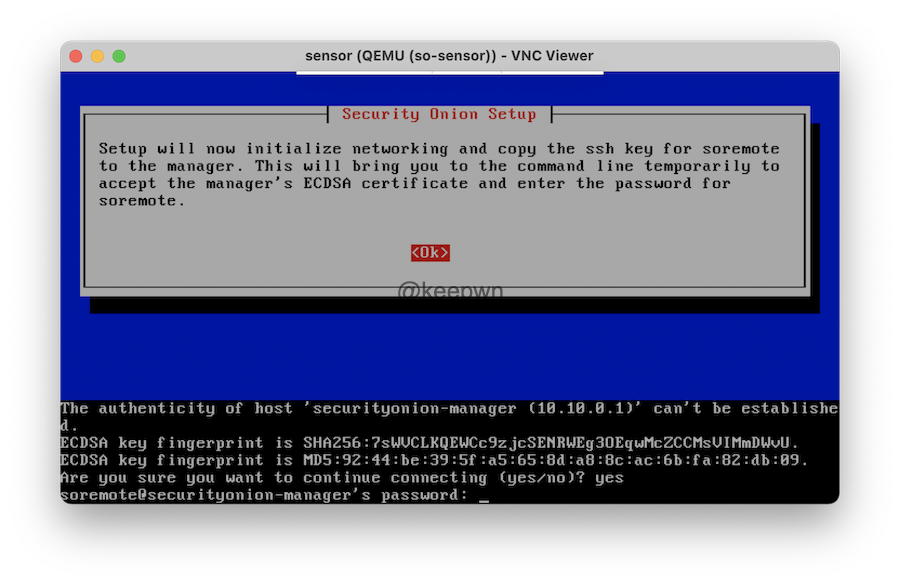 sensor (QEMU (so-sensor)) - VNC Viewer
Security Onion Setup
Setup will now initialize networking and copy the ssh key for soremote
to the manager. This will bring you to the command line temporarily to
accept the manager's ECDSA certificate and enter the password for
soremote.
<Ok>
@keepwn
The authenticity of host 'securityonion-manager (10.10.0.1)' can't be establishe
d.
ECDSA key fingerprint is SHA256:7sWVCLKQEWCc9zjcSENRWEg3OEqwMcZCCMsVIMmDWvU.
ECDSA key fingerprint is MD5:92:44:be:39:5f:a5:65:8d:a8:8c:ac:6b:fa:82:db:09.
Are you sure you want to continue connecting (yes/no)? yes
soremote@securityonion-manager's password: _